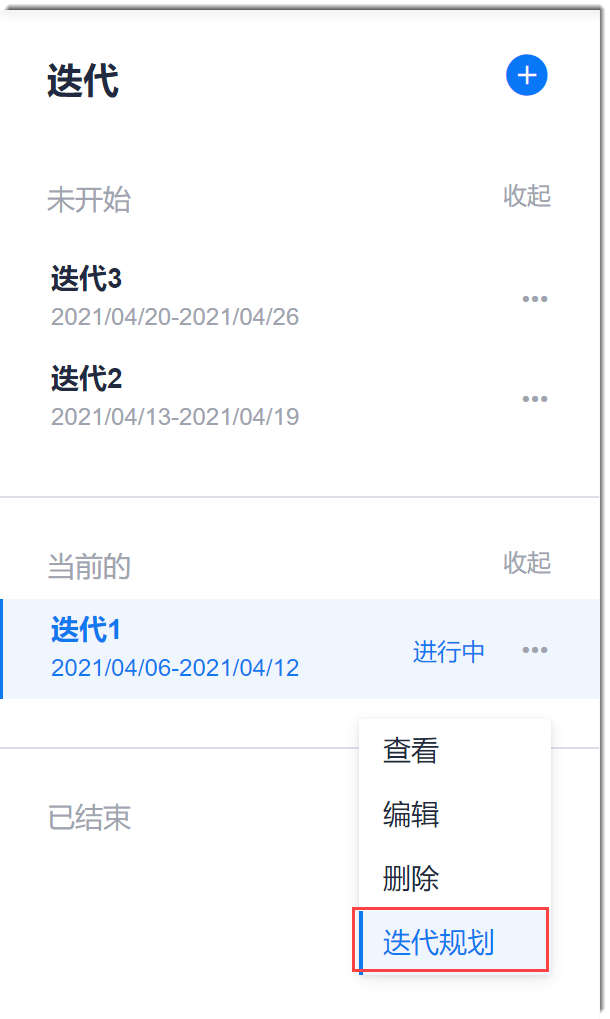 迭代
未开始 收起
迭代3
2021/04/20-2021/04/26
迭代2
2021/04/13-2021/04/19
当前的 收起
迭代1
进行中
2021/04/06-2021/04/12
查看
已结束
编辑
删除
迭代规划